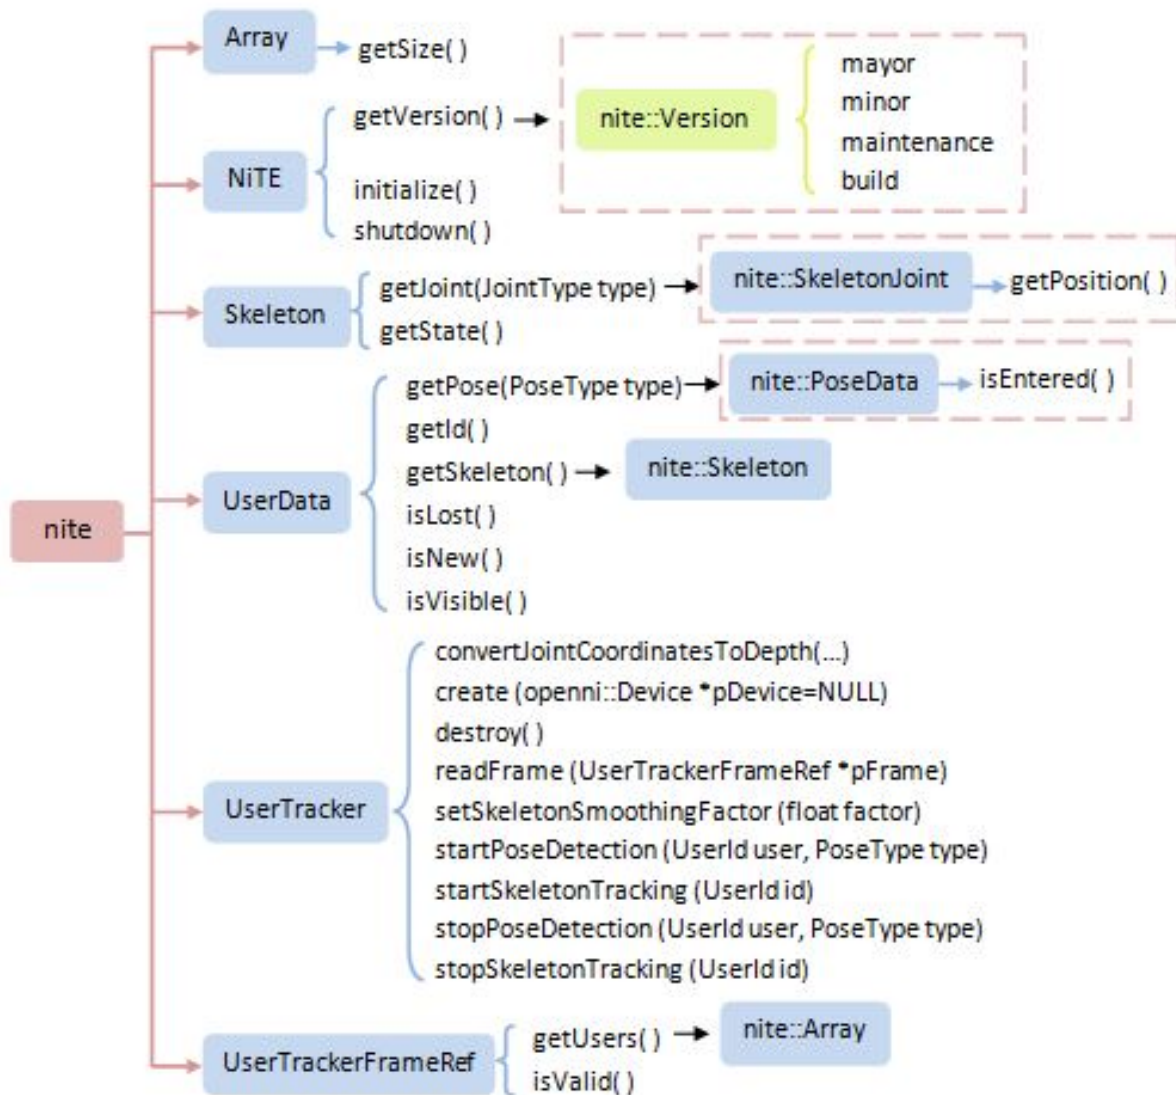 Array
getSize( )
NiTE
getVersion( )
nite::Version
mayor
minor
maintenance
build
initialize( )
shutdown( )
Skeleton
getJoint(JointType type)
nite::SkeletonJoint
getPosition( )
getState( )
nite
UserData
getPose(PoseType type)
nite::PoseData
isEntered( )
getId( )
getSkeleton( )
nite::Skeleton
isLost( )
isNew( )
isVisible( )
UserTracker
convertJointCoordinatesToDepth(...)
create (openni::Device *pDevice=NULL)
destroy( )
readFrame (UserTrackerFrameRef *pFrame)
setSkeletonSmoothingFactor (float factor)
startPoseDetection (UserId user, PoseType type)
startSkeletonTracking (UserId id)
stopPoseDetection (UserId user, PoseType type)
stopSkeletonTracking (UserId id)
UserTrackerFrameRef
getUsers( )
nite::Array
isValid( )